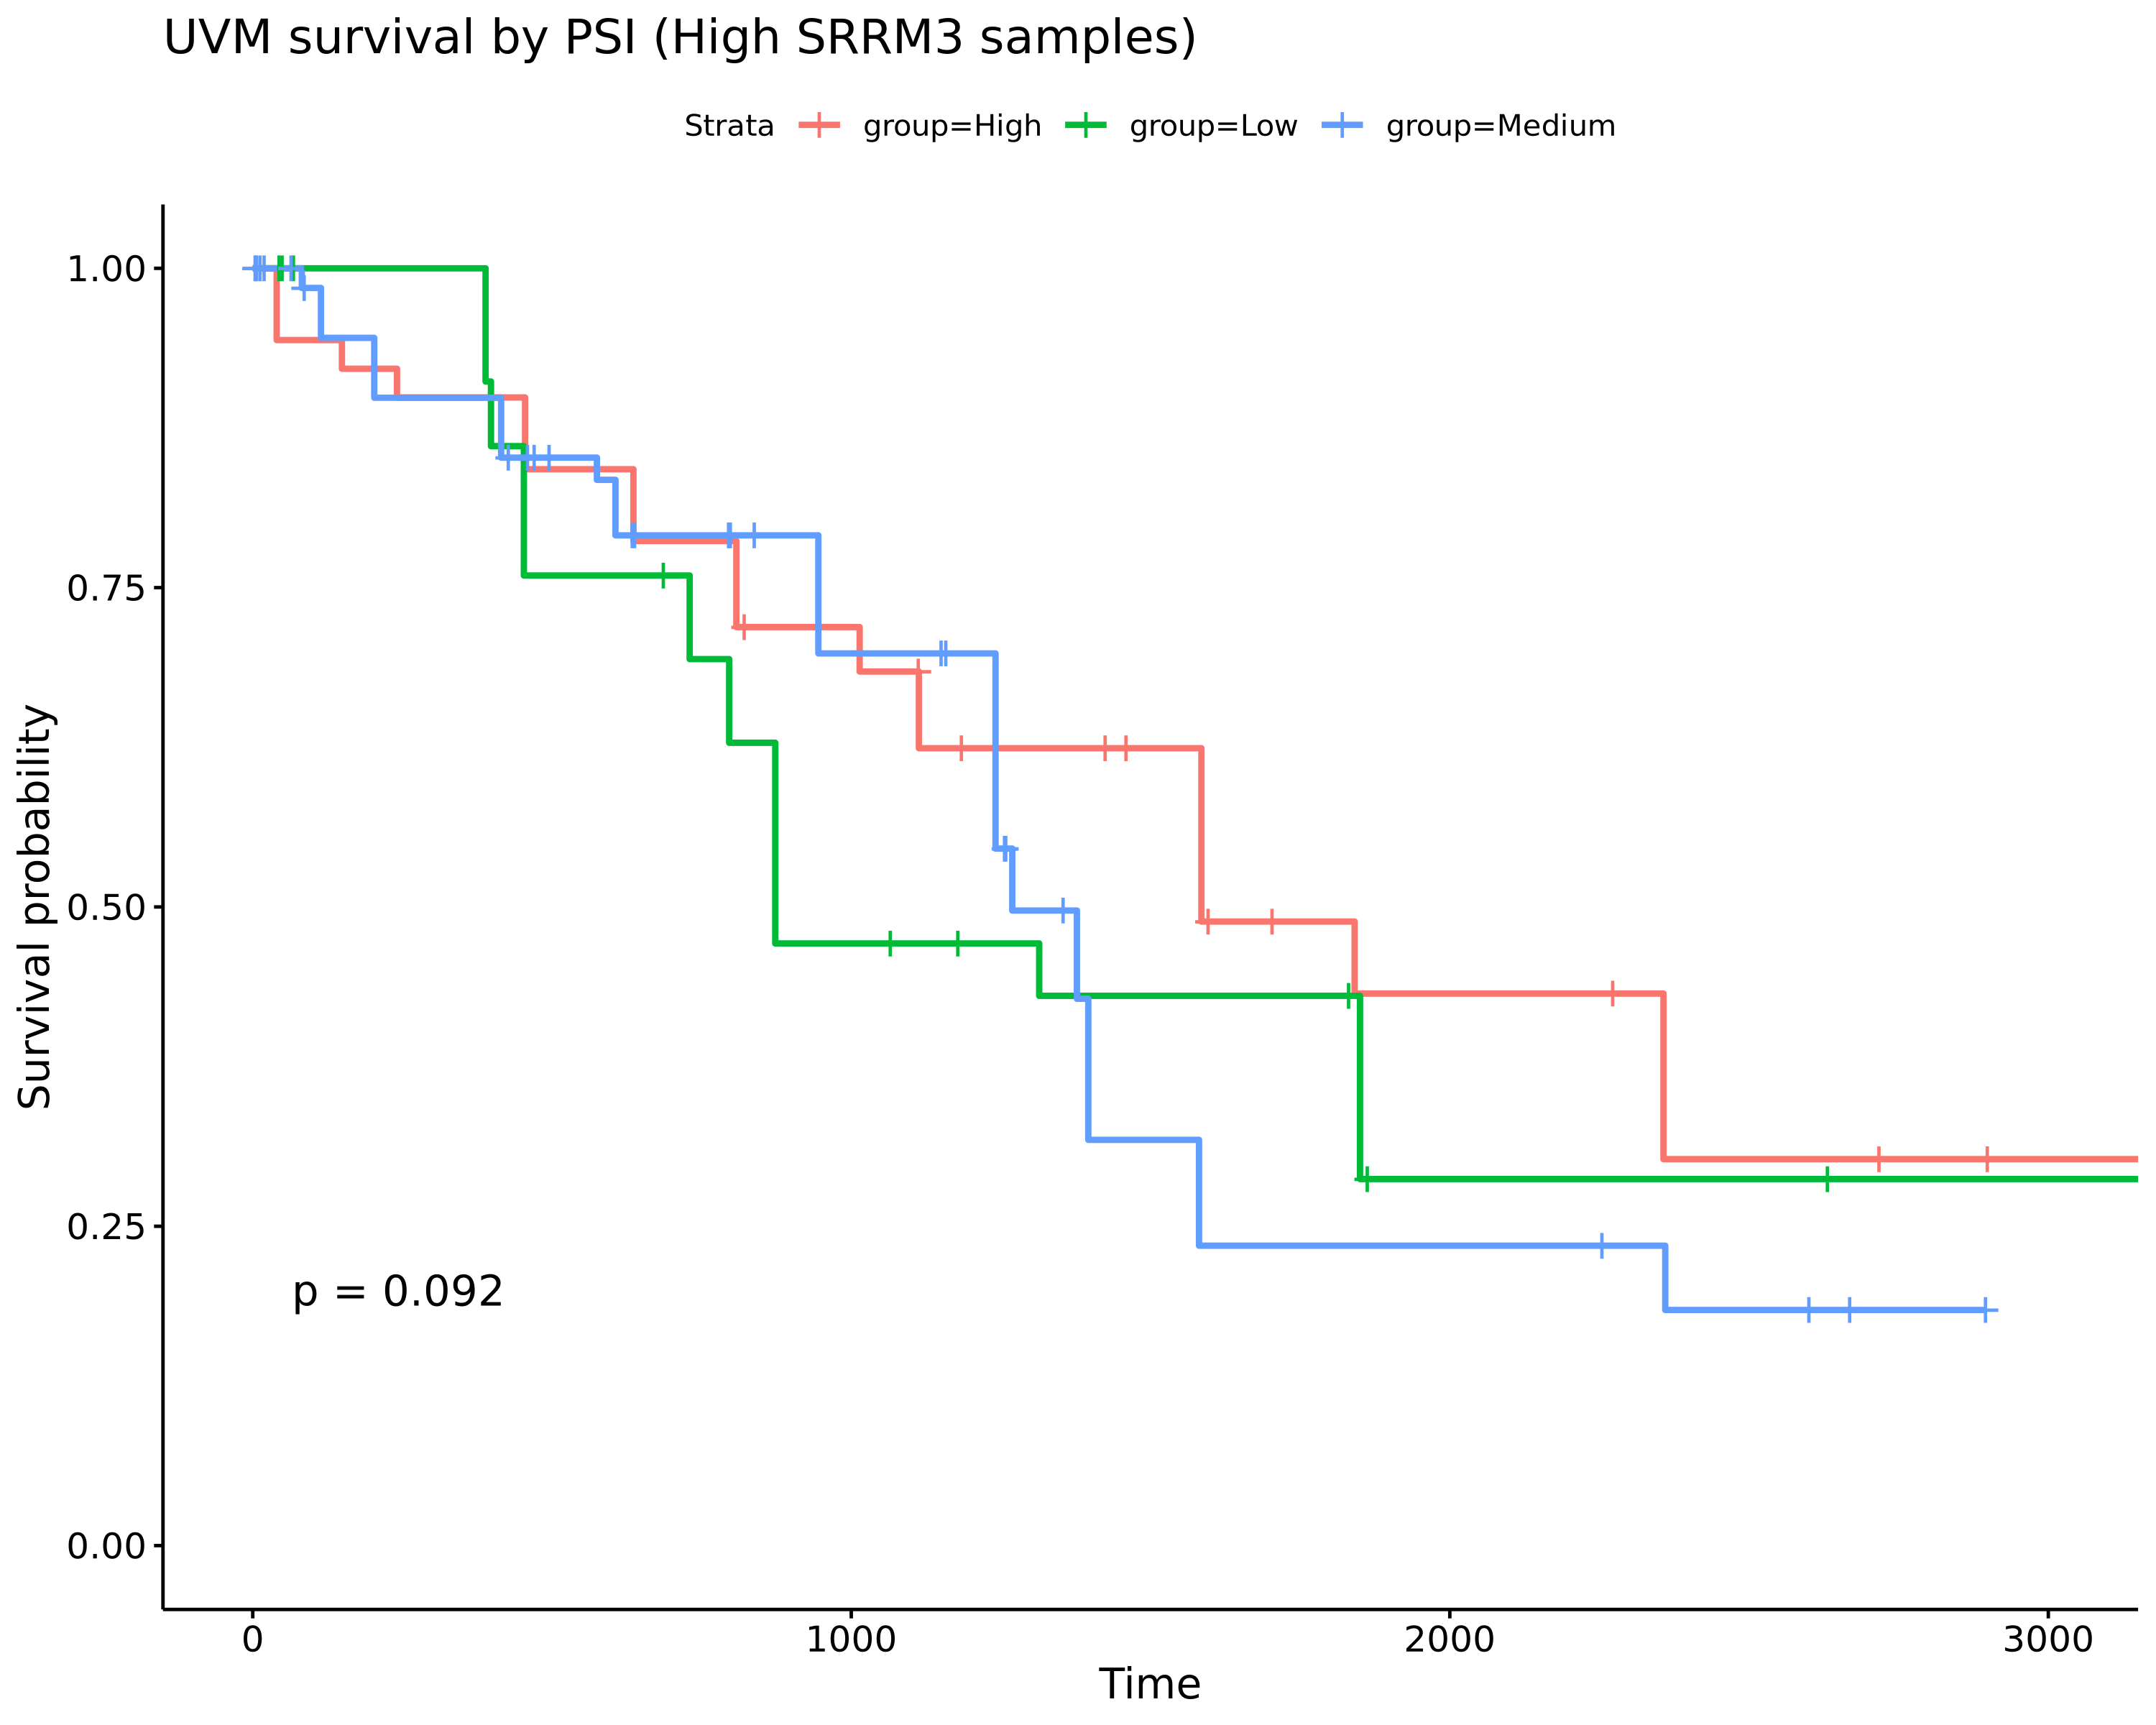 UVM survival by PSI (High SRRM3 samples)
Strata group=High group=Low group=Medium
1.00
0.75
0.50
0.25
0.00
Survival probability
p = 0.092
0 1000 2000 3000
Time